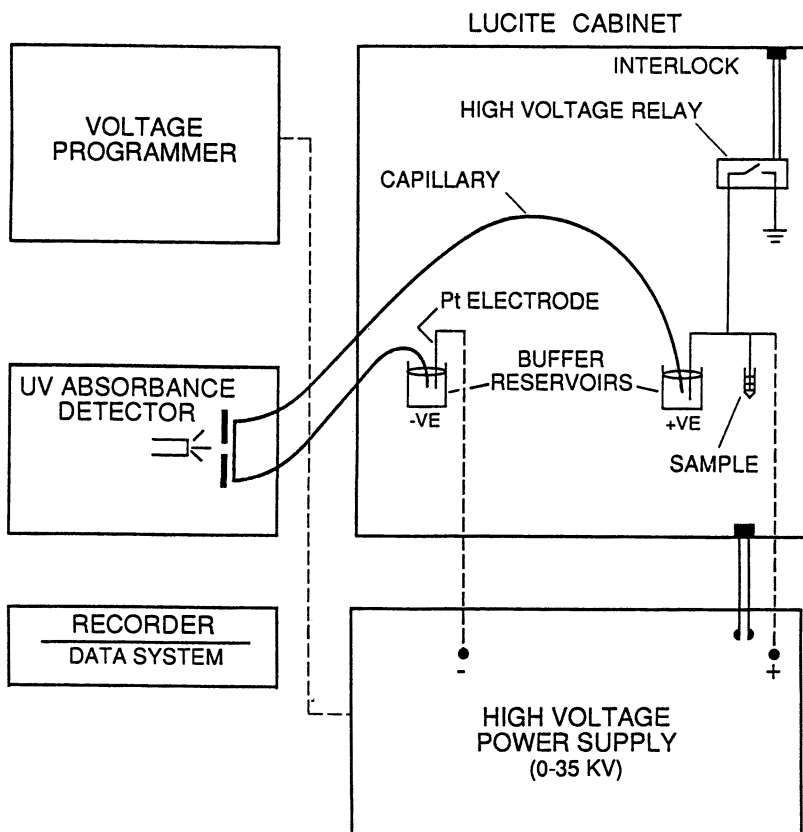 LUCITE CABINET
INTERLOCK
HIGH VOLTAGE RELAY
VOLTAGE
PROGRAMMER
CAPILLARY
Pt ELECTRODE
BUFFER
RESERVOIRS
-VE
+VE
SAMPLE
UV ABSORBANCE
DETECTOR
RECORDER
DATA SYSTEM
-
+
HIGH VOLTAGE
POWER SUPPLY
(0-35 KV)